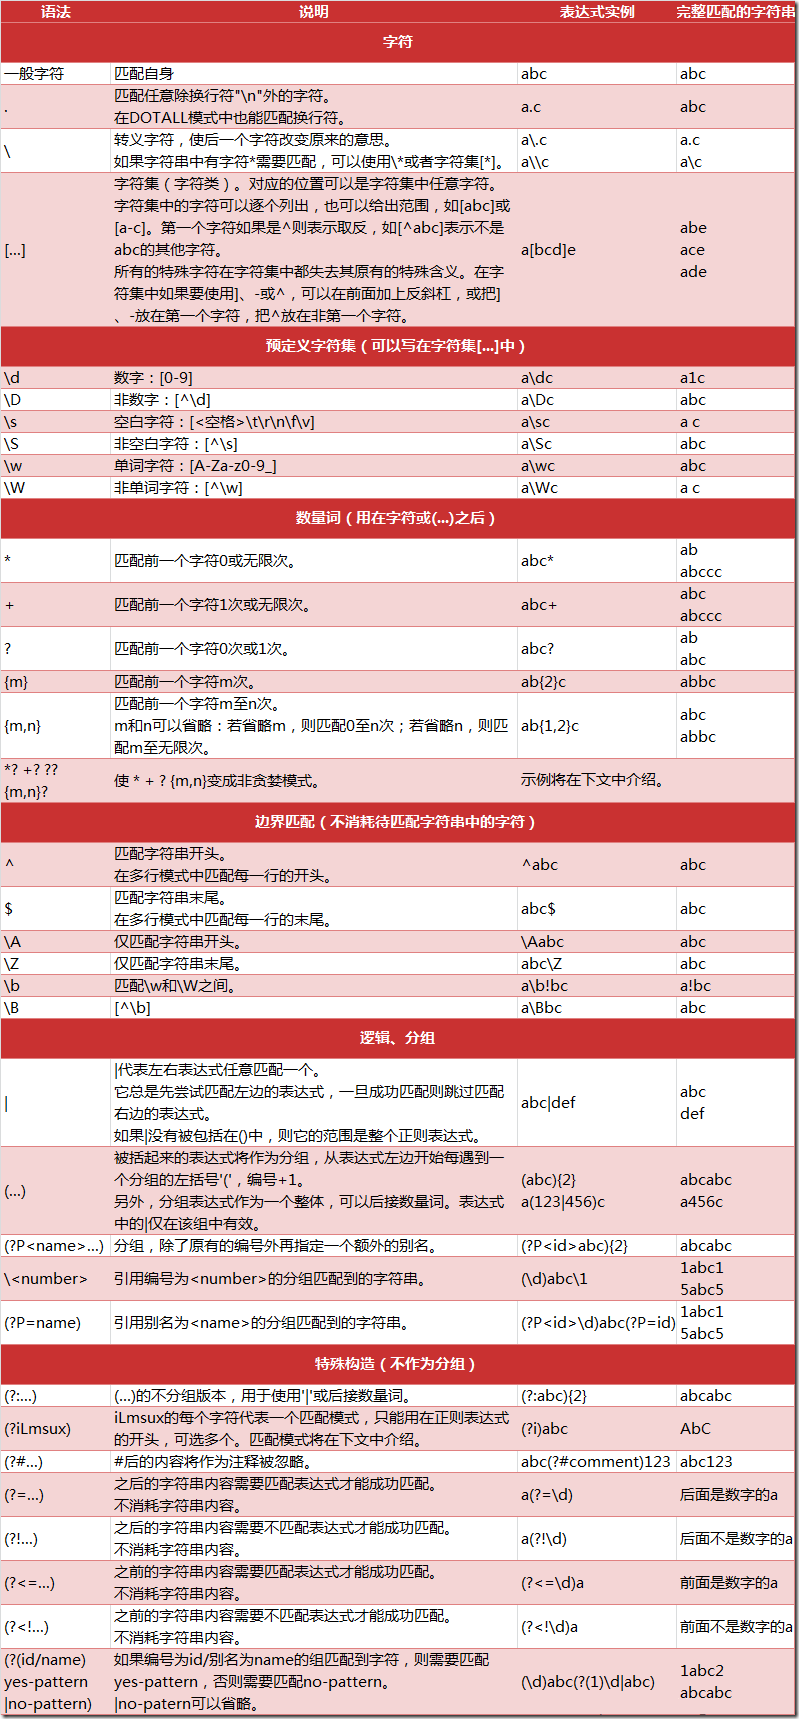 语法 说明 表达式实例 完整匹配的字符串
字符
一般字符 匹配自身 abc abc
. 匹配任意除换行符"\n"外的字符。
在DOTALL模式中也能匹配换行符。 a.c abc
\ 转义字符，使后一个字符改变原来的意思。 a\.c a.c
如果字符串中有字符*需要匹配，可以使用\*或者字符集[*]。 a\\c a\c
[...] 字符集（字符类）。对应的位置可以是字符集中任意字符。
字符集中的字符可以逐个列出，也可以给出范围，如[abc]或
[a-c]。第一个字符如果是^则表示取反，如[^abc]表示不是
abc的其他字符。
所有的特殊字符在字符集中都失去其原有的特殊含义。在字
符集中如果要使用]、-或^，可以在前面加上反斜杠，或把]
、-放在第一个字符，把^放在非第一个字符。
a[bcd]e
abe
ace
ade
预定义字符集（可以写在字符集[...]中）
\d 数字：[0-9] a\dc a1c
\D 非数字：[^\d] a\Dc abc
\s 空白字符：[<空格>\t\r\n\f\v] a\sc a c
\S 非空白字符：[^\s] a\Sc abc
\w 单词字符：[A-Za-z0-9_] a\wc abc
\W 非单词字符：[^\w] a\Wc a c
数量词（用在字符或(...)之后）
* 匹配前一个字符0或无限次。 abc* ab
abccc
+ 匹配前一个字符1次或无限次。 abc+ abc
abccc
? 匹配前一个字符0次或1次。 abc? ab
abc
{m} 匹配前一个字符m次。 ab{2}c abbc
{m,n} 匹配前一个字符m至n次。
m和n可以省略：若省略m，则匹配0至n次；若省略n，则匹
配m至无限次。
ab{1,2}c
abc
abbc
*? +? ??
{m,n}?
使 * + ? {m,n}变成非贪婪模式。 示例将在下文中介绍。
边界匹配（不消耗待匹配字符串中的字符）
^ 匹配字符串开头。
在多行模式中匹配每一行的开头。 ^abc abc
$ 匹配字符串末尾。
在多行模式中匹配每一行的末尾。 abc$ abc
\A 仅匹配字符串开头。 \Aabc abc
\Z 仅匹配字符串末尾。 abc\Z abc
\b 匹配\w和\W之间。 a\b!bc a!bc
\B [^\b] a\Bbc abc
逻辑、分组
| |代表左右表达式任意匹配一个。
它总是先尝试匹配左边的表达式，一旦成功匹配则跳过匹配
右边的表达式。
如果|没有被包括在()中，则它的范围是整个正则表达式。
abc|def
abc
def
(...) 被括起来的表达式将作为分组，从表达式左边开始每遇到一
个分组的左括号'('，编号+1。
另外，分组表达式作为一个整体，可以后接数量词。表达式
中的|仅在该组中有效。
(abc){2} abcabc
a(123|456)c a456c
(?P<name>...) 分组，除了原有的编号外再指定一个额外的别名。 (?P<id>abc){2} abcabc
\<number> 引用编号为<number>的分组匹配到的字符串。 (\d)abc\1 1abc1
5abc5
(?P=name) 引用别名为<name>的分组匹配到的字符串。 (?P<id>\d)abc(?P=id) 1abc1
5abc5
特殊构造（不作为分组）
(?:...) (...)的不分组版本，用于使用'|'或后接数量词。 (?:abc){2} abcabc
(?iLmsux) iLmsux的每个字符代表一个匹配模式，只能用在正则表达式
的开头，可选多个。匹配模式将在下文中介绍。 (?i)abc AbC
(?#...) #后的内容将作为注释被忽略。 abc(?#comment)123 abc123
(?=...) 之后的字符串内容需要匹配表达式才能成功匹配。
不消耗字符串内容。 a(?=\d) 后面是数字的a
(?!...) 之后的字符串内容需要不匹配表达式才能成功匹配。
不消耗字符串内容。 a(?!\d) 后面不是数字的a
(?<=...) 之前的字符串内容需要匹配表达式才能成功匹配。
不消耗字符串内容。 (?<=\d)a 前面是数字的a
(?<!...) 之前的字符串内容需要不匹配表达式才能成功匹配。
不消耗字符串内容。 (?<!\d)a 前面不是数字的a
(?(id/name)
yes-pattern
|no-pattern)
如果编号为id/别名为name的组匹配到字符，则需要匹配
yes-pattern，否则需要匹配no-pattern。
|no-patern可以省略。
(\d)abc(?(1)\d|abc)
1abc2
abcabc